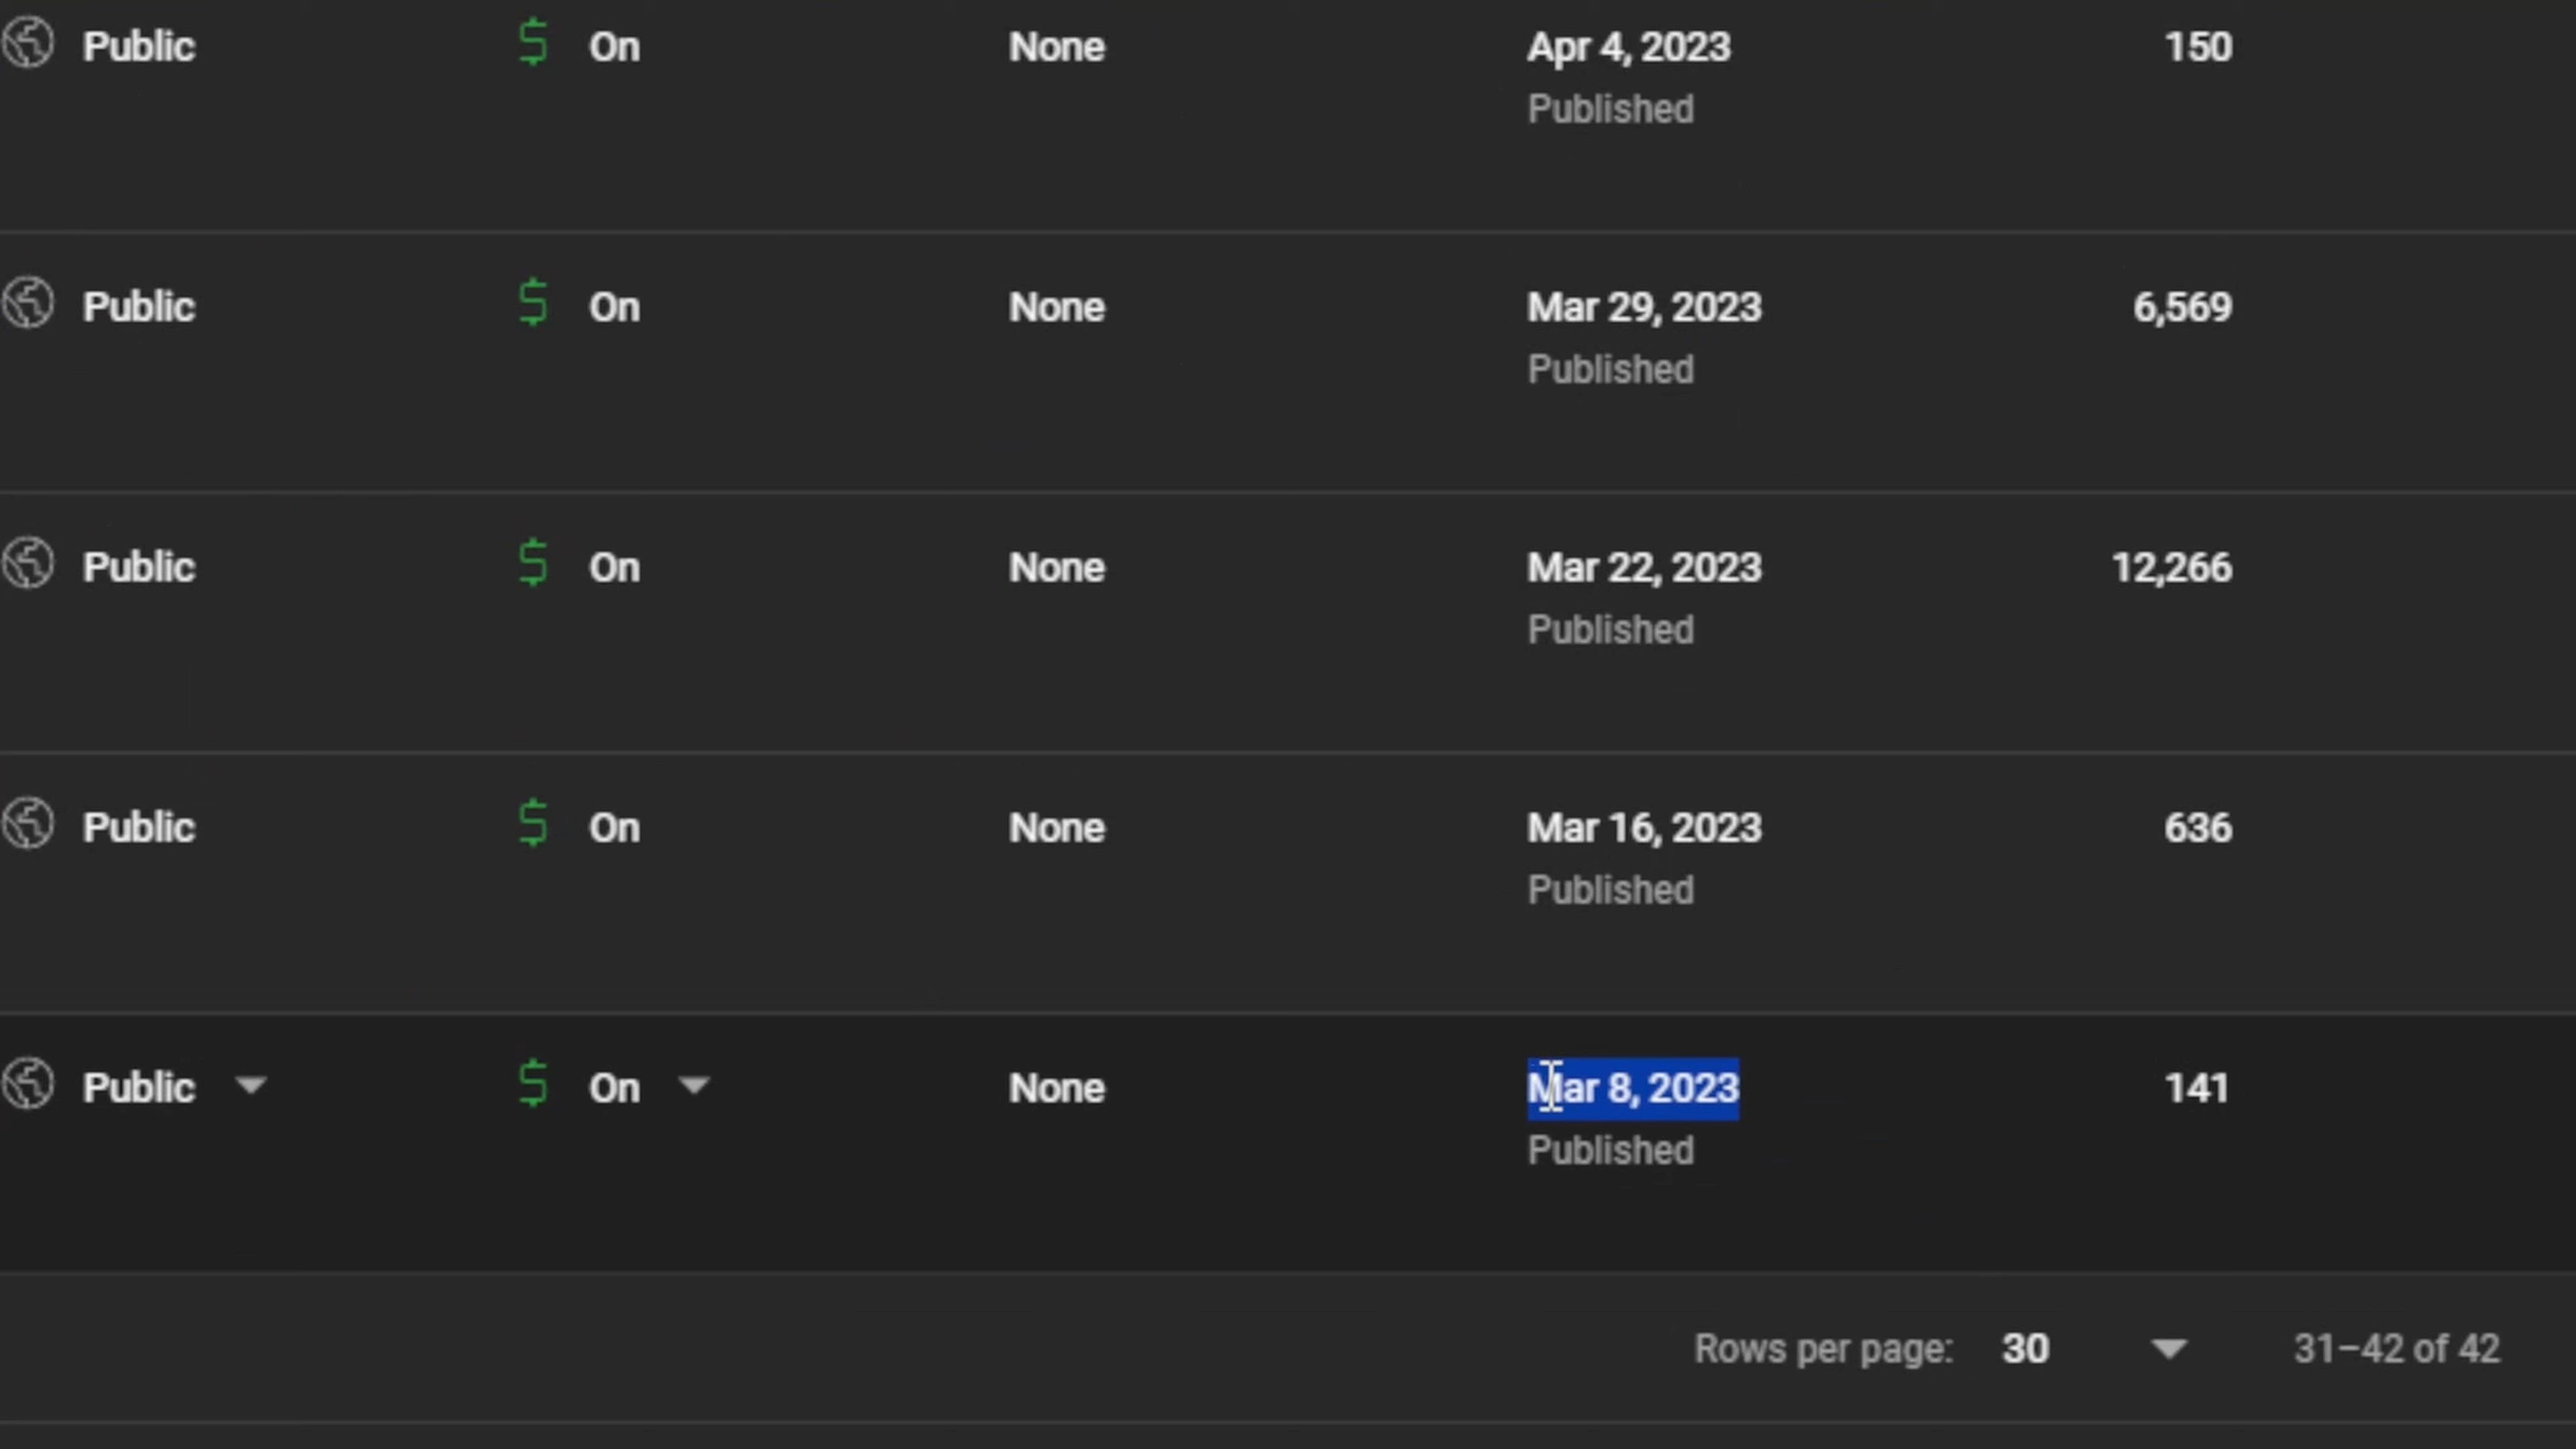 Public On None Apr 4, 2023 150
Published
Public On None Mar 29, 2023 6,569
Published
Public On None Mar 22, 2023 12,266
Published
Public On None Mar 16, 2023 636
Published
Public On None Mar 8, 2023 141
Published
Rows per page: 30 31–42 of 42